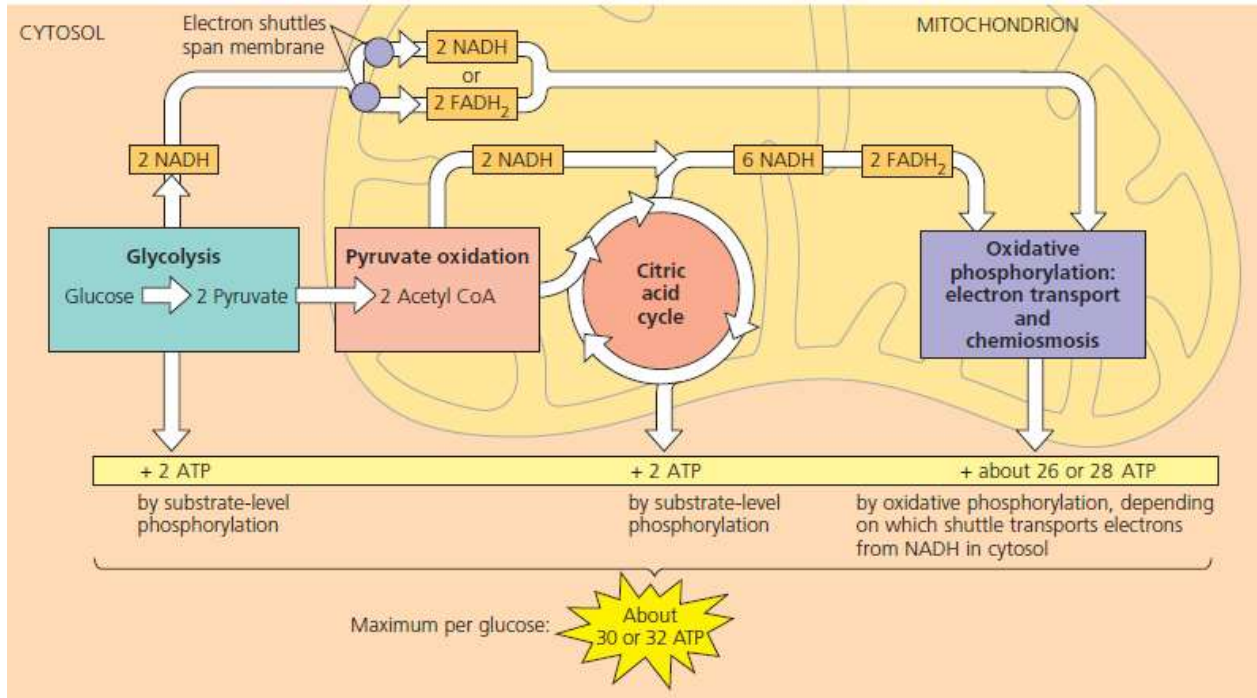 CYTOSOL
Electron shuttles
span membrane
MITOCHONDRION
2 NADH
or
2 FADH₂
2 NADH
2 NADH
6 NADH
2 FADH₂
Glycolysis
Glucose
2 Pyruvate
Pyruvate oxidation
2 Acetyl CoA
Citric
acid
cycle
Oxidative
phosphorylation:
electron transport
and
chemiosmosis
+ 2 ATP
by substrate-level
phosphorylation
+ 2 ATP
by substrate-level
phosphorylation
+ about 26 or 28 ATP
by oxidative phosphorylation, depending
on which shuttle transports electrons
from NADH in cytosol
Maximum per glucose:
About
30 or 32 ATP